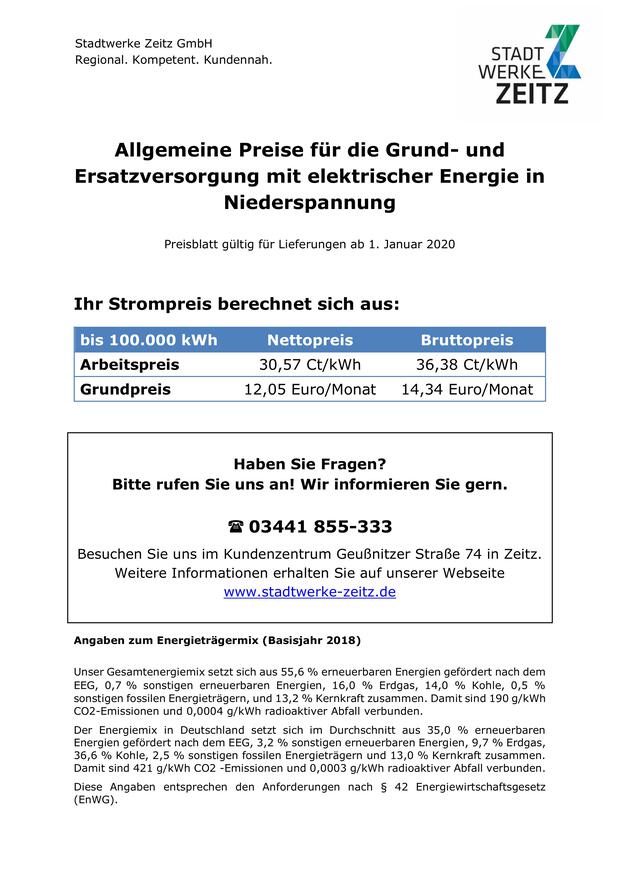 Stadtwerke Zeitz GmbH
Regional. Kompetent. Kundennah.
STADT
WERKE
ZEITZ
Allgemeine Preise für die Grund- und
Ersatzversorgung mit elektrischer Energie in
Niederspannung
Preisblatt gültig für Lieferungen ab 1. Januar 2020
Ihr Strompreis berechnet sich aus:
bis 100.000 kWh Nettopreis Bruttopreis
Arbeitspreis 30,57 Ct/kWh 36,38 Ct/kWh
Grundpreis 12,05 Euro/Monat 14,34 Euro/Monat
Haben Sie Fragen?
Bitte rufen Sie uns an! Wir informieren Sie gern.
☎ 03441 855-333
Besuchen Sie uns im Kundenzentrum Geußnitzer Straße 74 in Zeitz.
Weitere Informationen erhalten Sie auf unserer Webseite
www.stadtwerke-zeitz.de
Angaben zum Energieträgermix (Basisjahr 2018)
Unser Gesamtenergiemix setzt sich aus 55,6 % erneuerbaren Energien gefördert nach dem
EEG, 0,7 % sonstigen erneuerbaren Energien, 16,0 % Erdgas, 14,0 % Kohle, 0,5 %
sonstigen fossilen Energieträgern, und 13,2 % Kernkraft zusammen. Damit sind 190 g/kWh
CO2-Emissionen und 0,0004 g/kWh radioaktiver Abfall verbunden.
Der Energiemix in Deutschland setzt sich im Durchschnitt aus 35,0 % erneuerbaren
Energien gefördert nach dem EEG, 3,2 % sonstigen erneuerbaren Energien, 9,7 % Erdgas,
36,6 % Kohle, 2,5 % sonstigen fossilen Energieträgern und 13,0 % Kernkraft zusammen.
Damit sind 421 g/kWh CO2 -Emissionen und 0,0003 g/kWh radioaktiver Abfall verbunden.
Diese Angaben entsprechen den Anforderungen nach § 42 Energiewirtschaftsgesetz
(EnWG).